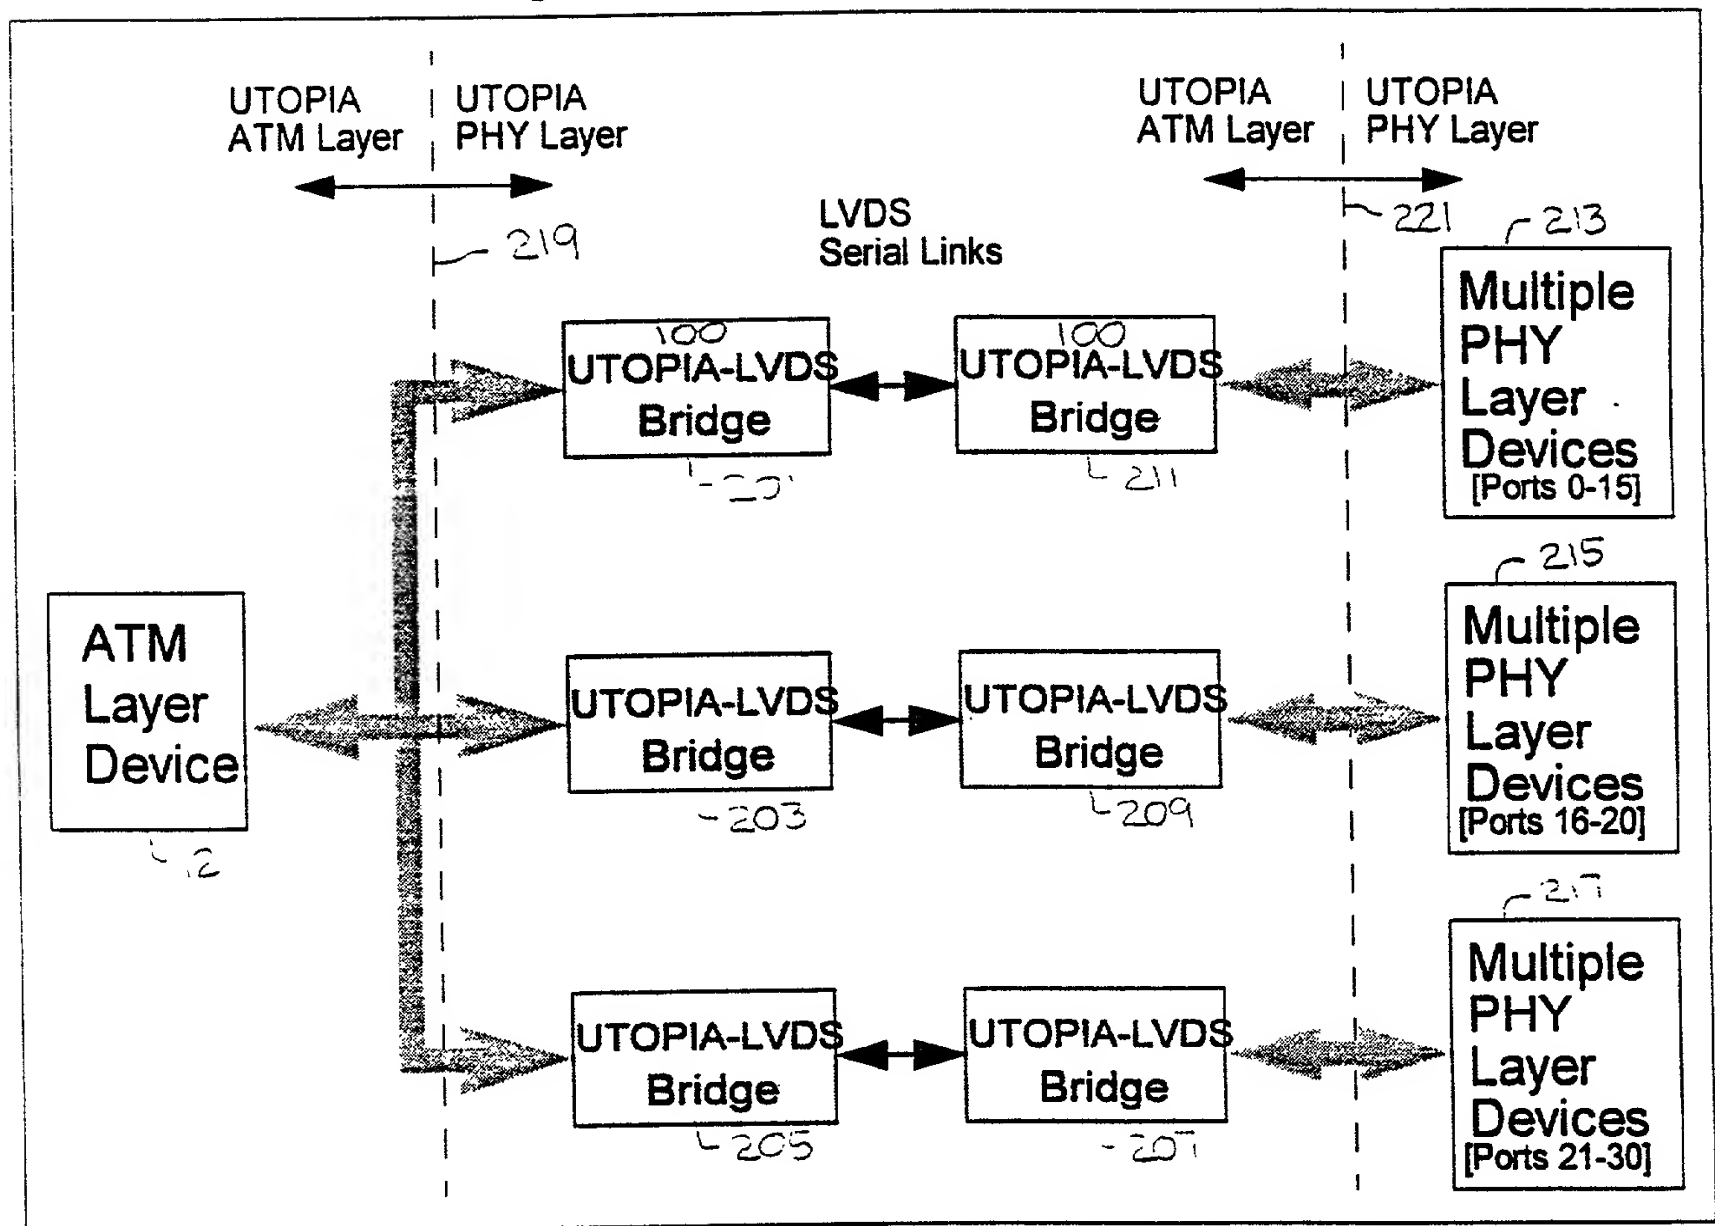 UTOPIA
ATM Layer
UTOPIA
PHY Layer
UTOPIA
ATM Layer
UTOPIA
PHY Layer
219
LVDS
Serial Links
221
213
100
UTOPIA-LVDS
Bridge
100
UTOPIA-LVDS
Bridge
211
Multiple
PHY
Layer
Devices
[Ports 0-15]
215
ATM
Layer
Device
UTOPIA-LVDS
Bridge
203
UTOPIA-LVDS
Bridge
209
Multiple
PHY
Layer
Devices
[Ports 16-20]
217
UTOPIA-LVDS
Bridge
205
UTOPIA-LVDS
Bridge
207
Multiple
PHY
Layer
Devices
[Ports 21-30]